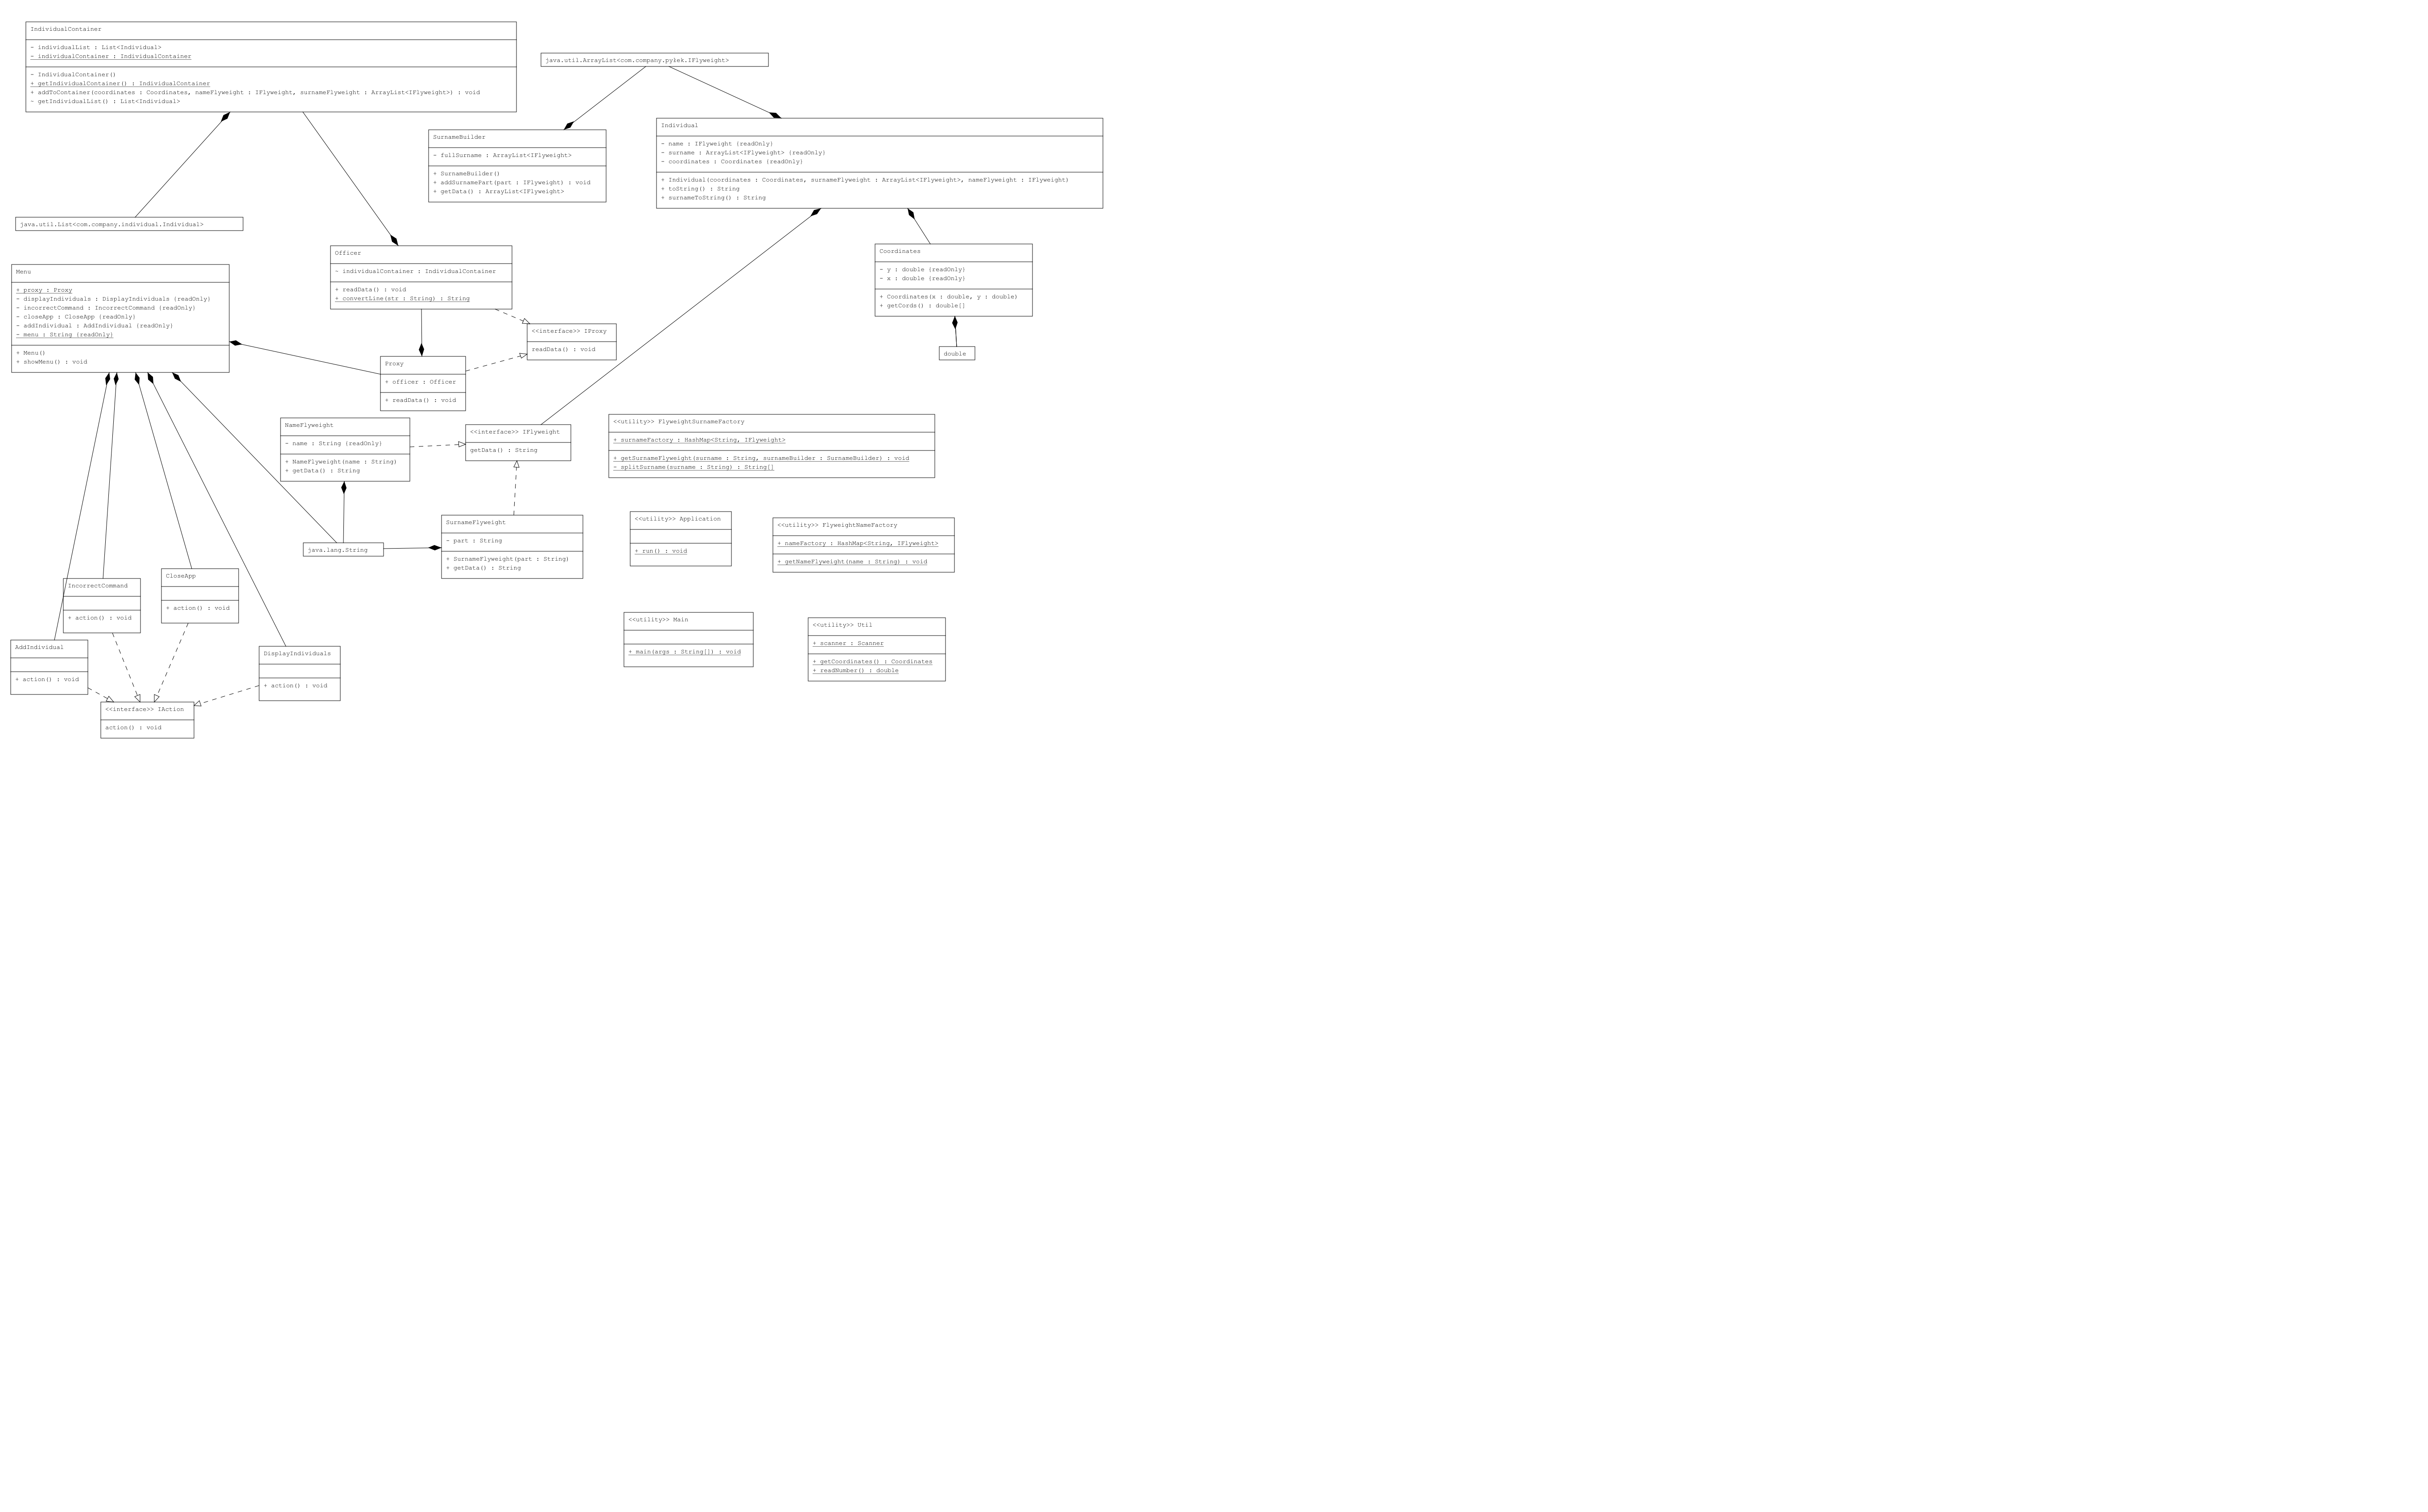 IndividualContainer
- individualList : List<Individual>
- individualContainer : IndividualContainer
- IndividualContainer()
+ getIndividualContainer() : IndividualContainer
+ addToContainer(coordinates : Coordinates, nameFlyweight : IFlyweight, surnameFlyweight : ArrayList<IFlyweight>) : void
~ getIndividualList() : List<Individual>
java.util.ArrayList<com.company.pyłek.IFlyweight>
SurnameBuilder
- fullSurname : ArrayList<IFlyweight>
+ SurnameBuilder()
+ addSurnamePart(part : IFlyweight) : void
+ getData() : ArrayList<IFlyweight>
Individual
- name : IFlyweight {readOnly}
- surname : ArrayList<IFlyweight> {readOnly}
- coordinates : Coordinates {readOnly}
+ Individual(coordinates : Coordinates, surnameFlyweight : ArrayList<IFlyweight>, nameFlyweight : IFlyweight)
+ toString() : String
+ surnameToString() : String
java.util.List<com.company.individual.Individual>
Officer
- individualContainer : IndividualContainer
+ readData() : void
+ convertLine(str : String) : String
Coordinates
- y : double {readOnly}
- x : double {readOnly}
+ Coordinates(x : double, y : double)
+ getCords() : double[]
Menu
+ proxy : Proxy
- displayIndividuals : DisplayIndividuals {readOnly}
- incorrectCommand : IncorrectCommand {readOnly}
- closeApp : CloseApp {readOnly}
- addIndividual : AddIndividual {readOnly}
- menu : String {readOnly}
+ Menu()
+ showMenu() : void
<<interface>> IProxy
readData() : void
double
Proxy
+ officer : Officer
+ readData() : void
NameFlyweight
- name : String {readOnly}
+ NameFlyweight(name : String)
+ getData() : String
<<interface>> IFlyweight
getData() : String
<<utility>> FlyweightSurnameFactory
+ surnameFactory : HashMap<String, IFlyweight>
+ getSurnameFlyweight(surname : String, surnameBuilder : SurnameBuilder) : void
- splitSurname(surname : String) : String[]
SurnameFlyweight
- part : String
+ SurnameFlyweight(part : String)
+ getData() : String
<<utility>> Application
+ run() : void
<<utility>> FlyweightNameFactory
+ nameFactory : HashMap<String, IFlyweight>
+ getNameFlyweight(name : String) : void
java.lang.String
CloseApp
+ action() : void
IncorrectCommand
+ action() : void
<<utility>> Main
+ main(args : String[]) : void
<<utility>> Util
+ scanner : Scanner
+ getCoordinates() : Coordinates
+ readNumber() : double
AddIndividual
+ action() : void
DisplayIndividuals
+ action() : void
<<interface>> IAction
action() : void